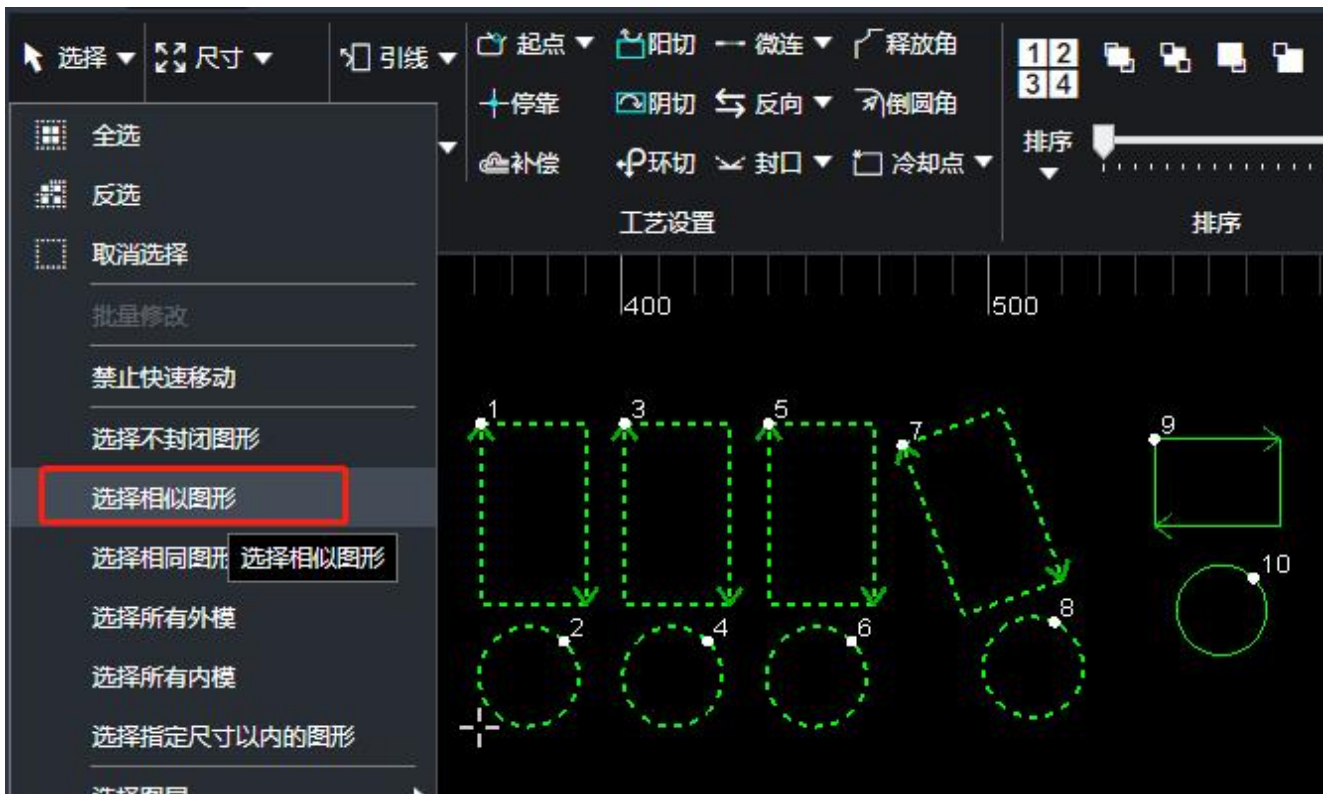 选择 尺寸 引线 起点 阳切 微连 释放角
停靠 阴切 反向 倒圆角
补偿 环切 封口 冷却点
1 2
3 4
排序
工艺设置 排序
全选
反选
取消选择
批量修改
禁止快速移动
选择不封闭图形
选择相似图形
选择相同图形 选择相似图形
选择所有外模
选择所有内模
选择指定尺寸以内的图形
选择图层
400 500
1 3 5 7 9
10
2 4 6 8